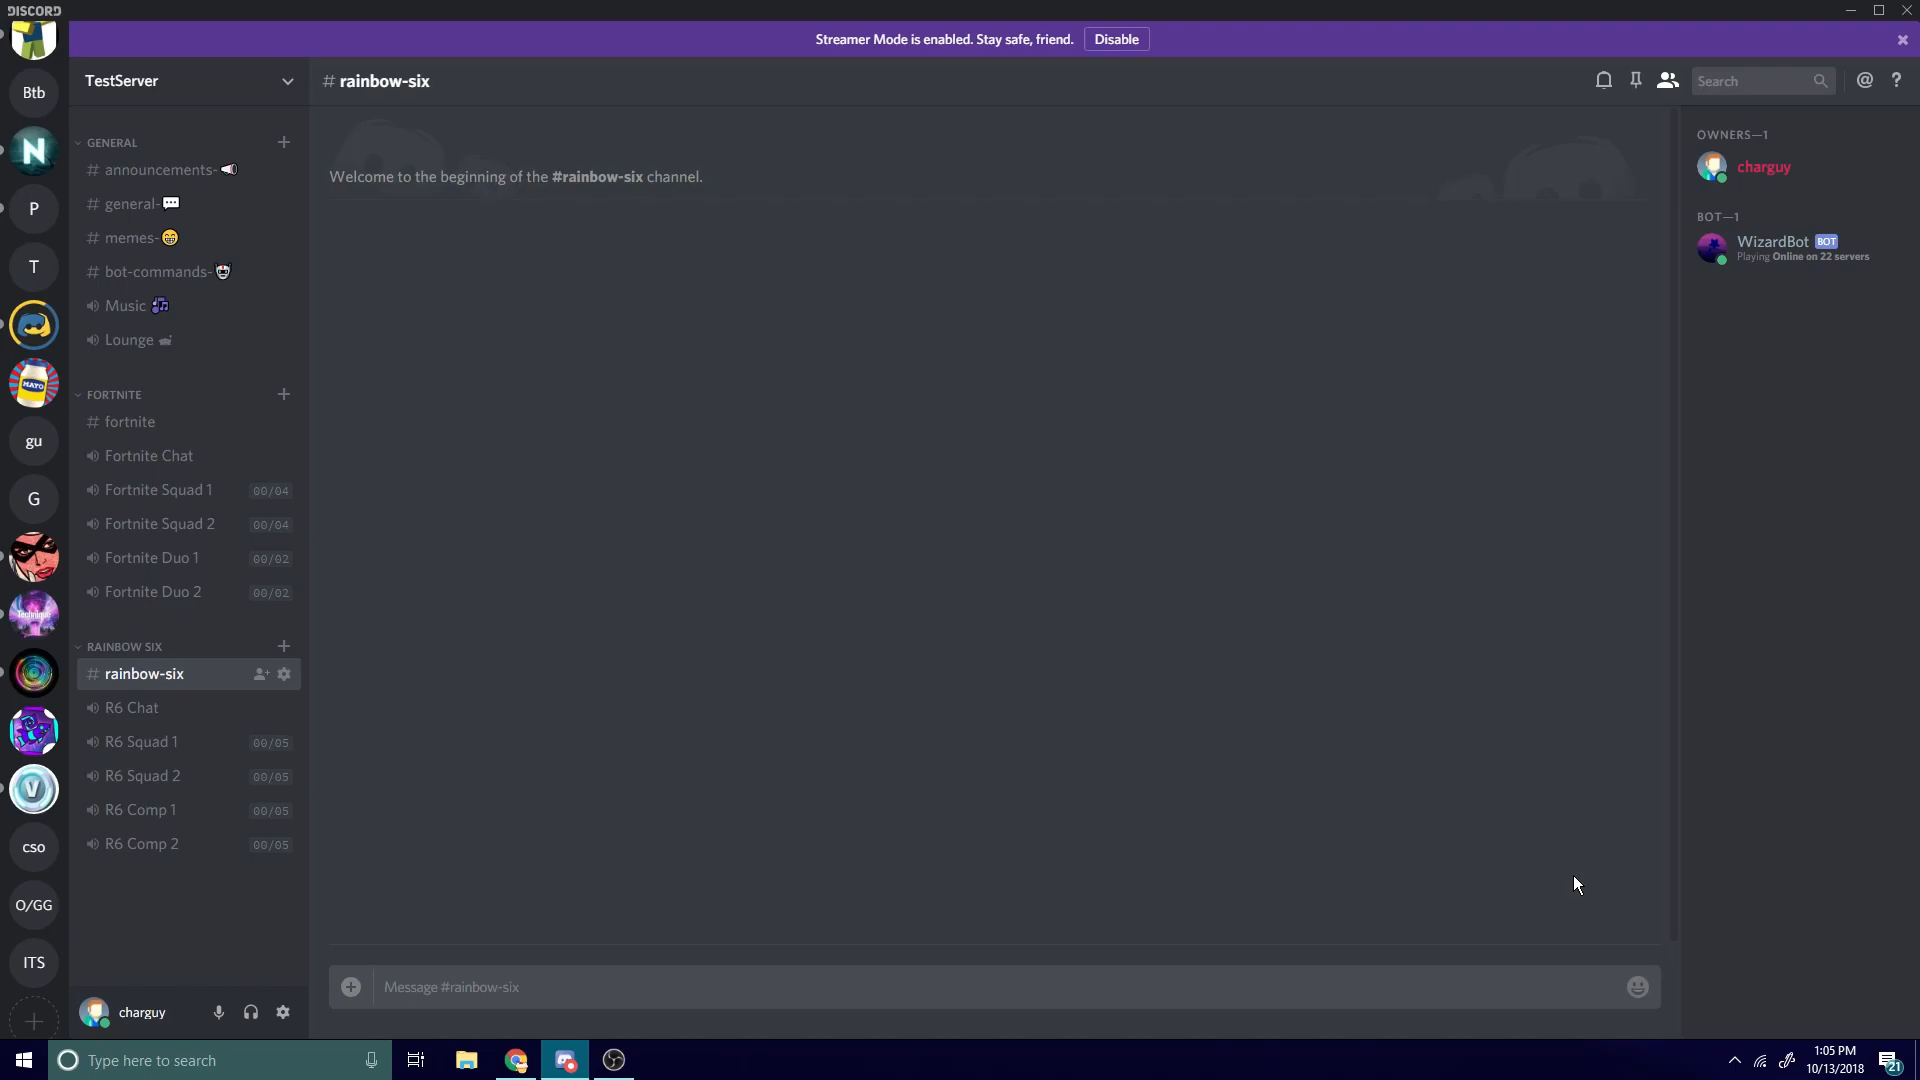 DISCORD
Streamer Mode is enabled. Stay safe, friend. Disable
Btb
N
P
T
MATO
gu
G
Technique
V
cso
O/GG
ITS
TestServer
GENERAL
announcements-
general-
memes-
bot-commands-
Music
Lounge
FORTNITE
fortnite
Fortnite Chat
Fortnite Squad 1 00/04
Fortnite Squad 2 00/04
Fortnite Duo 1 00/02
Fortnite Duo 2 00/02
RAINBOW SIX
rainbow-six
R6 Chat
R6 Squad 1 00/05
R6 Squad 2 00/05
R6 Comp 1 00/05
R6 Comp 2 00/05
charguy
# rainbow-six
Search
@ ?
Welcome to the beginning of the #rainbow-six channel.
Message #rainbow-six
OWNERS—1
charguy
BOT—1
WizardBot BOT
Playing Online on 22 servers
Type here to search
1:05 PM
10/13/2018
21